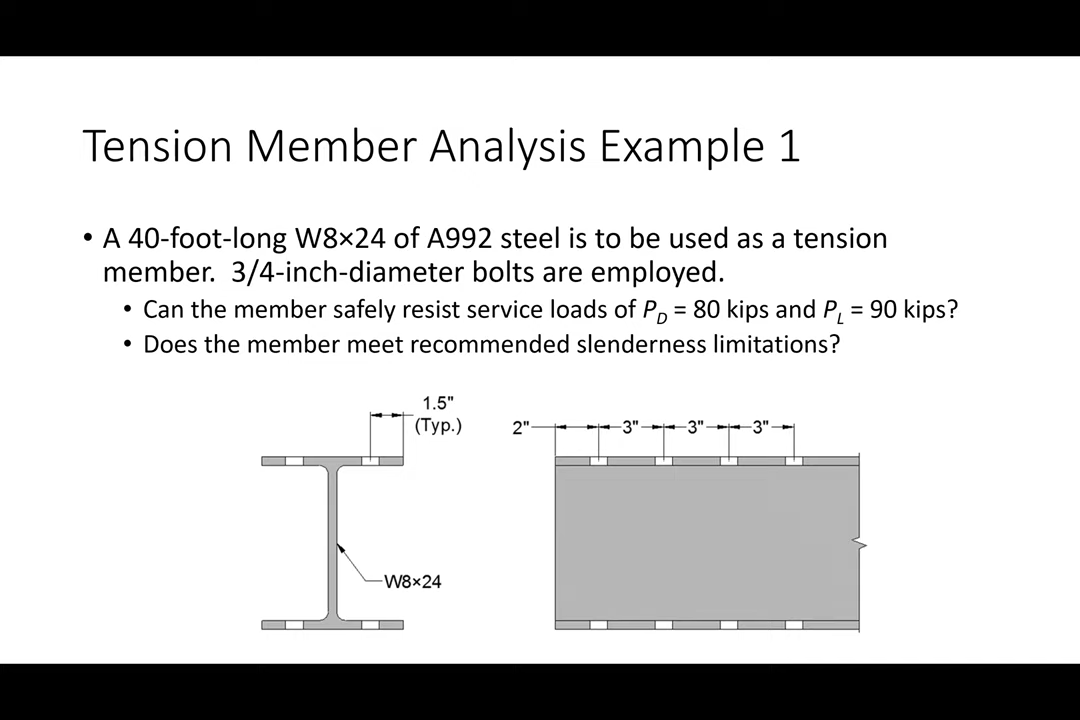 Tension Member Analysis Example 1
• A 40-foot-long W8×24 of A992 steel is to be used as a tension
member.  3/4-inch-diameter bolts are employed.
• Can the member safely resist service loads of PD = 80 kips and PL = 90 kips?
• Does the member meet recommended slenderness limitations?
1.5"
(Typ.)
2" 3" 3" 3"
W8×24